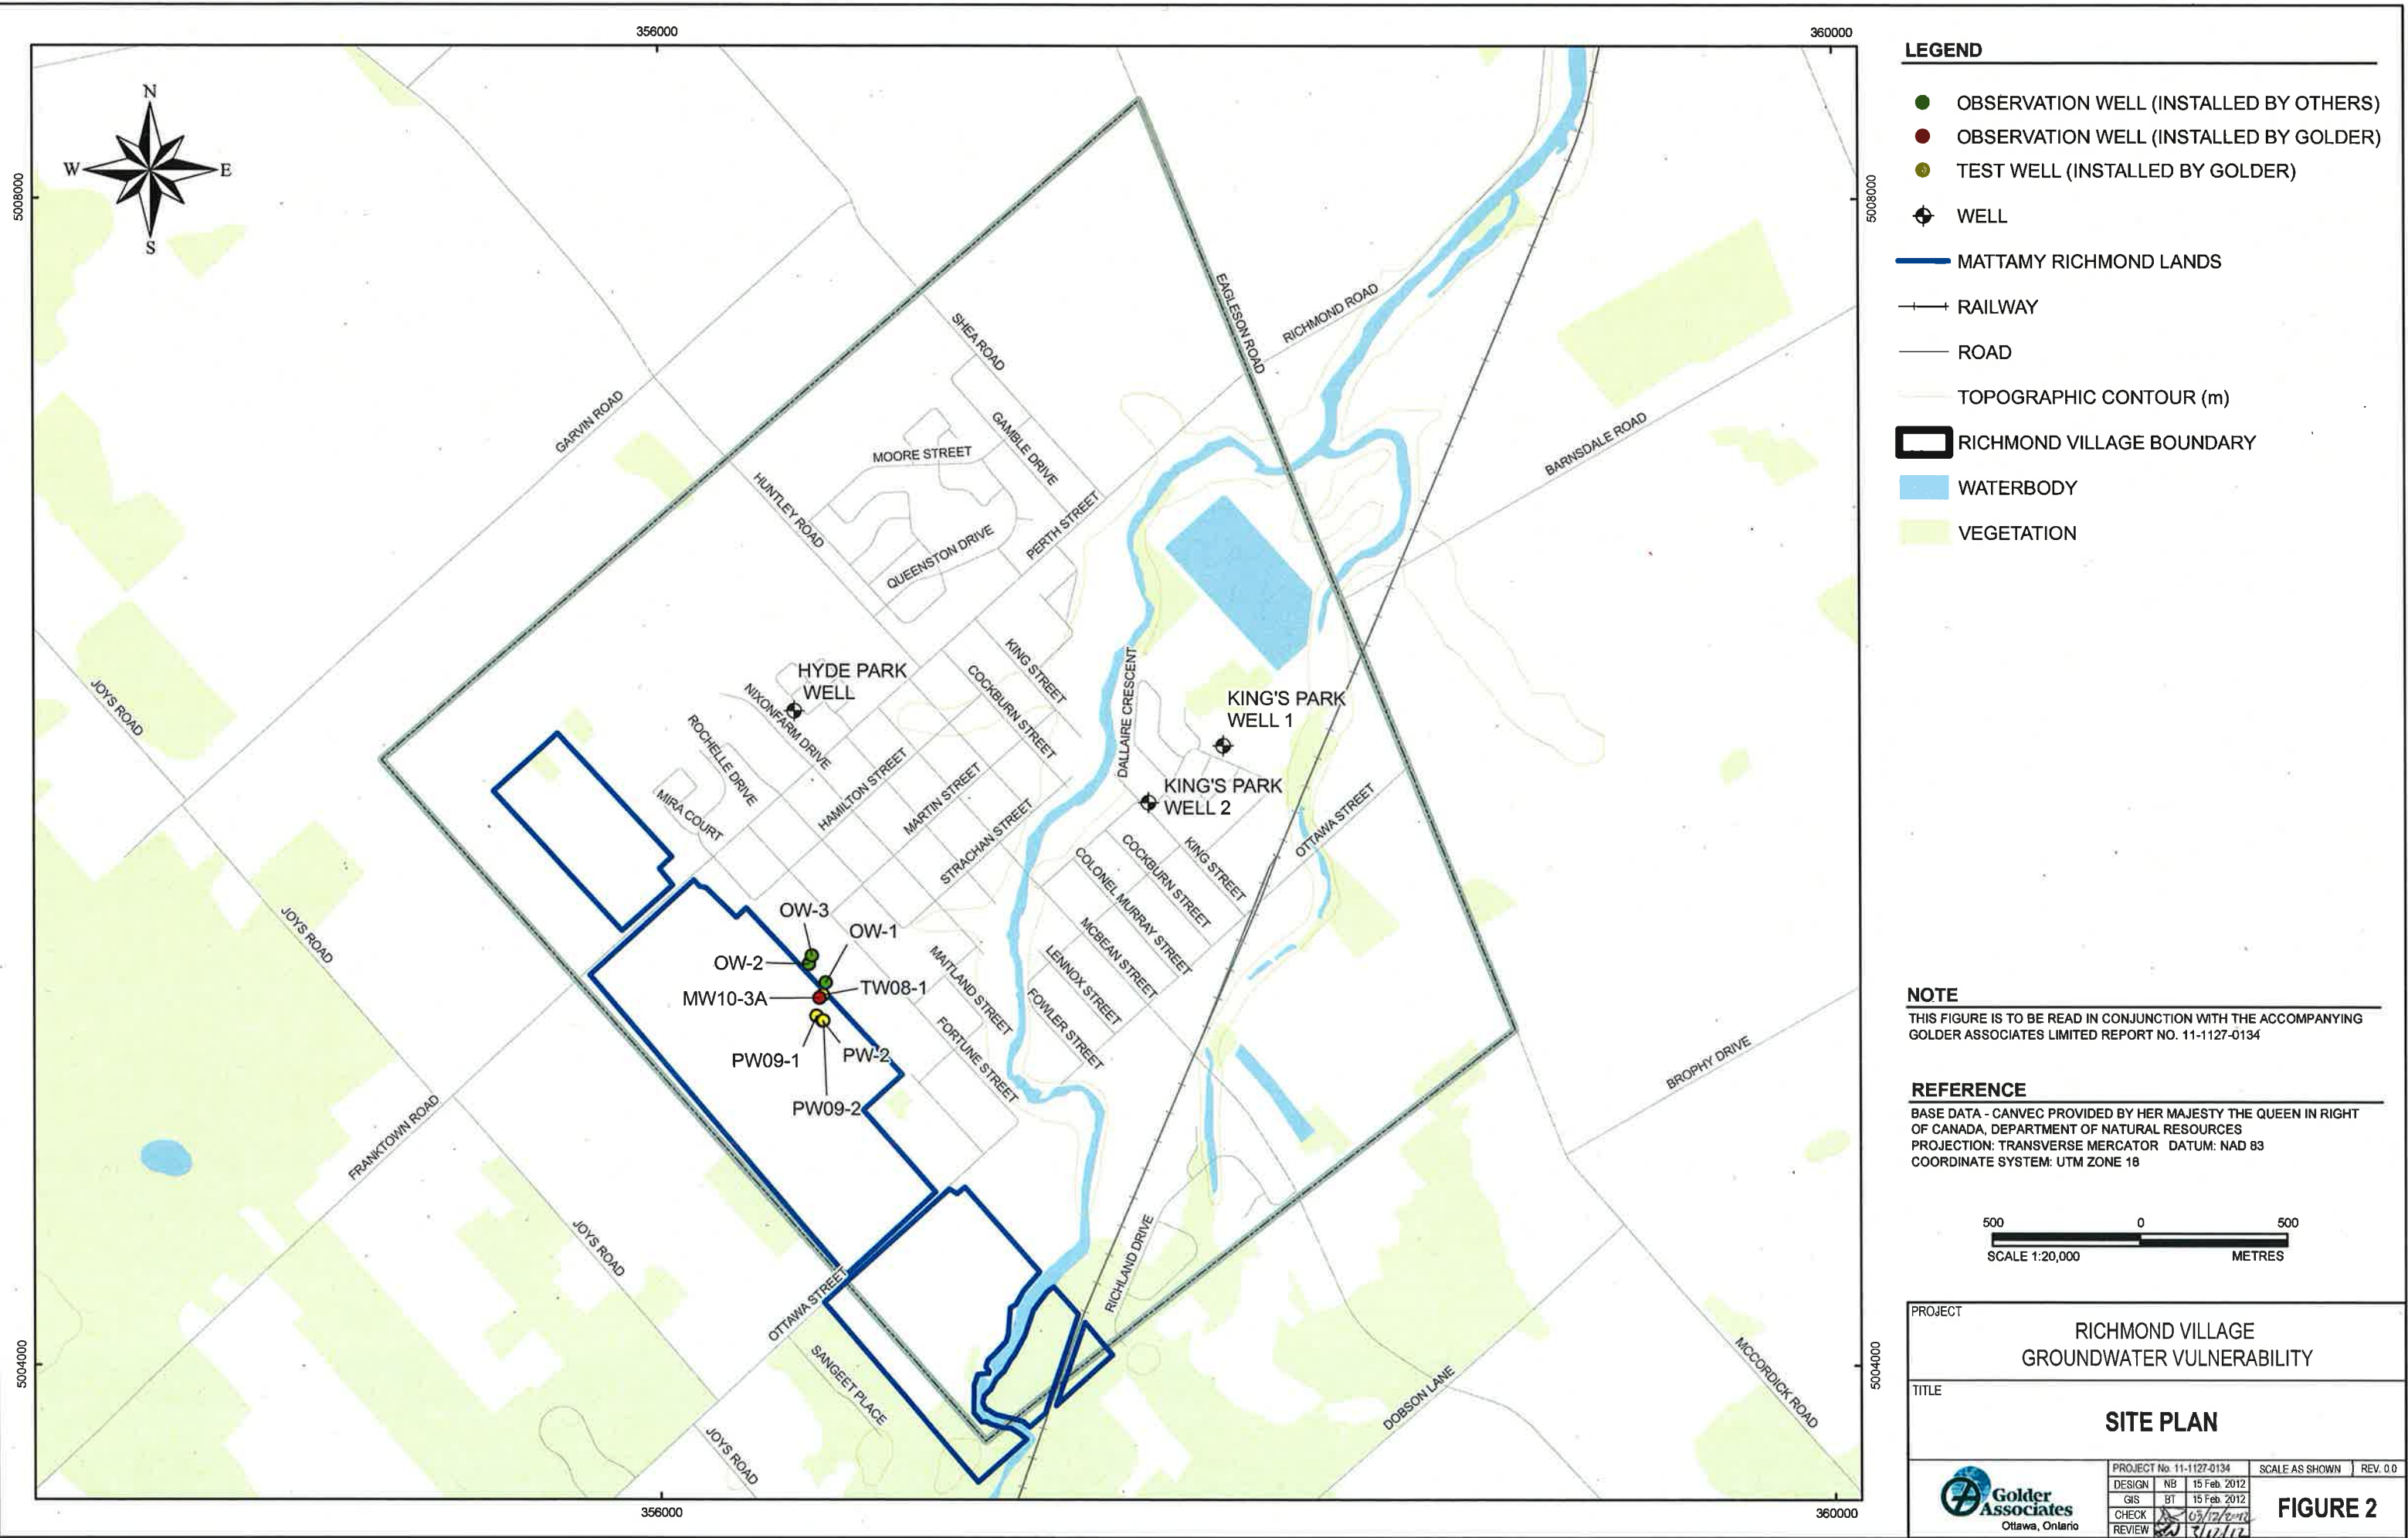 356000
360000
5008000
5008000
N
W
E
S
GARVIN ROAD
SHEA ROAD
EAGLESON ROAD
RICHMOND ROAD
GAMBLE DRIVE
MOORE STREET
HUNTLEY ROAD
PERTH STREET
QUEENSTON DRIVE
BARNSDALE ROAD
JOYS ROAD
HYDE PARK
WELL
NIXONFARM DRIVE
ROCHELLE DRIVE
MIRA COURT
KING STREET
COCKBURN STREET
HAMILTON STREET
MARTIN STREET
STRACHAN STREET
DALLAIRE CRESCENT
KING'S PARK
WELL 1
KING'S PARK
WELL 2
OTTAWA STREET
KING STREET
COCKBURN STREET
COLONEL MURRAY STREET
MCBEAN STREET
LENNOX STREET
FOWLER STREET
MAITLAND STREET
FORTUNE STREET
OW-3
OW-1
OW-2
TW08-1
MW10-3A
PW09-1
PW-2
PW09-2
JOYS ROAD
FRANKTOWN ROAD
JOYS ROAD
BROPHY DRIVE
RICHLAND DRIVE
OTTAWA STREET
SANGEET PLACE
JOYS ROAD
DOBSON LANE
MCCORDICK ROAD
5004000
5004000
356000
360000
LEGEND
OBSERVATION WELL (INSTALLED BY OTHERS)
OBSERVATION WELL (INSTALLED BY GOLDER)
TEST WELL (INSTALLED BY GOLDER)
WELL
MATTAMY RICHMOND LANDS
RAILWAY
ROAD
TOPOGRAPHIC CONTOUR (m)
RICHMOND VILLAGE BOUNDARY
WATERBODY
VEGETATION
NOTE
THIS FIGURE IS TO BE READ IN CONJUNCTION WITH THE ACCOMPANYING
GOLDER ASSOCIATES LIMITED REPORT NO. 11-1127-0134
REFERENCE
BASE DATA - CANVEC PROVIDED BY HER MAJESTY THE QUEEN IN RIGHT
OF CANADA, DEPARTMENT OF NATURAL RESOURCES
PROJECTION: TRANSVERSE MERCATOR DATUM: NAD 83
COORDINATE SYSTEM: UTM ZONE 18
500 0 500
SCALE 1:20,000 METRES
PROJECT
RICHMOND VILLAGE
GROUNDWATER VULNERABILITY
TITLE
SITE PLAN
Golder
Associates
Ottawa, Ontario
PROJECT No. 11-1127-0134 SCALE AS SHOWN REV. 0.0
DESIGN NB 15 Feb. 2012
GIS BT 15 Feb. 2012
CHECK
REVIEW
FIGURE 2